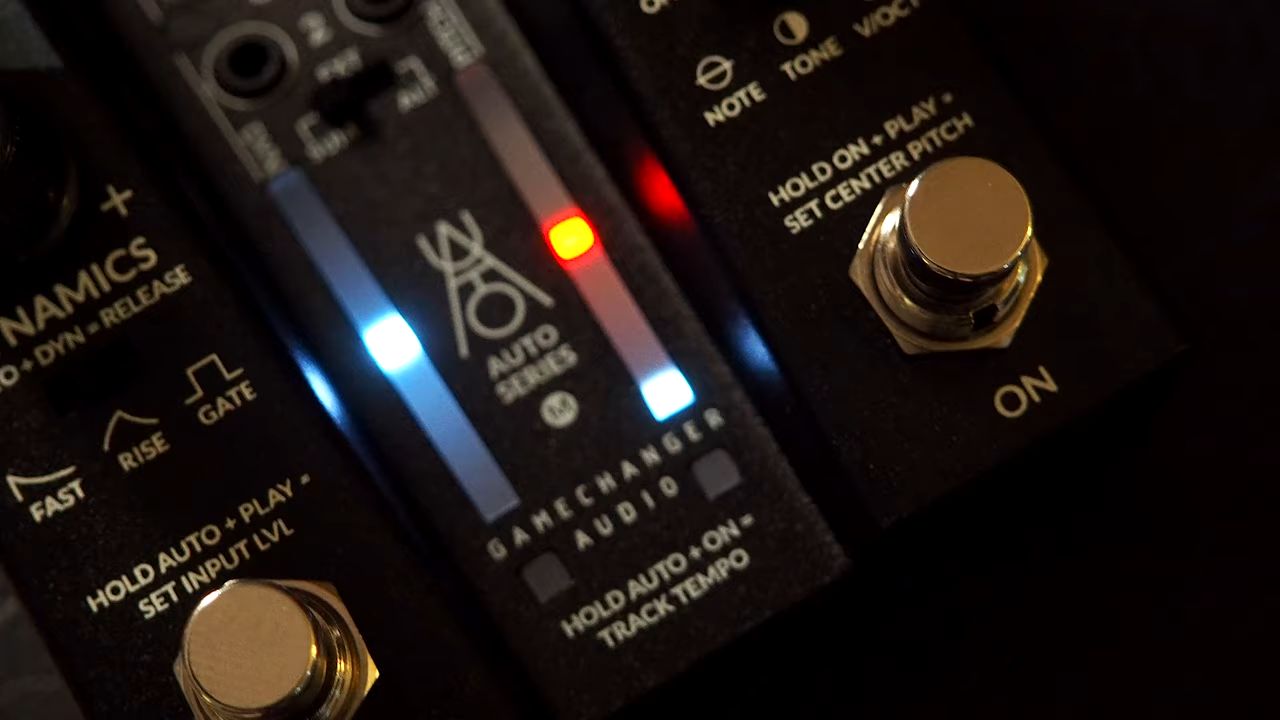 +
NAMICS
O + DYN = RELEASE
FAST
RISE
GATE
HOLD AUTO + PLAY =
SET INPUT LVL
AUTO
SERIES
M
GAMECHANGER
AUDIO
HOLD AUTO + ON =
TRACK TEMPO
NOTE
TONE
V/OCT
HOLD ON + PLAY =
SET CENTER PITCH
ON